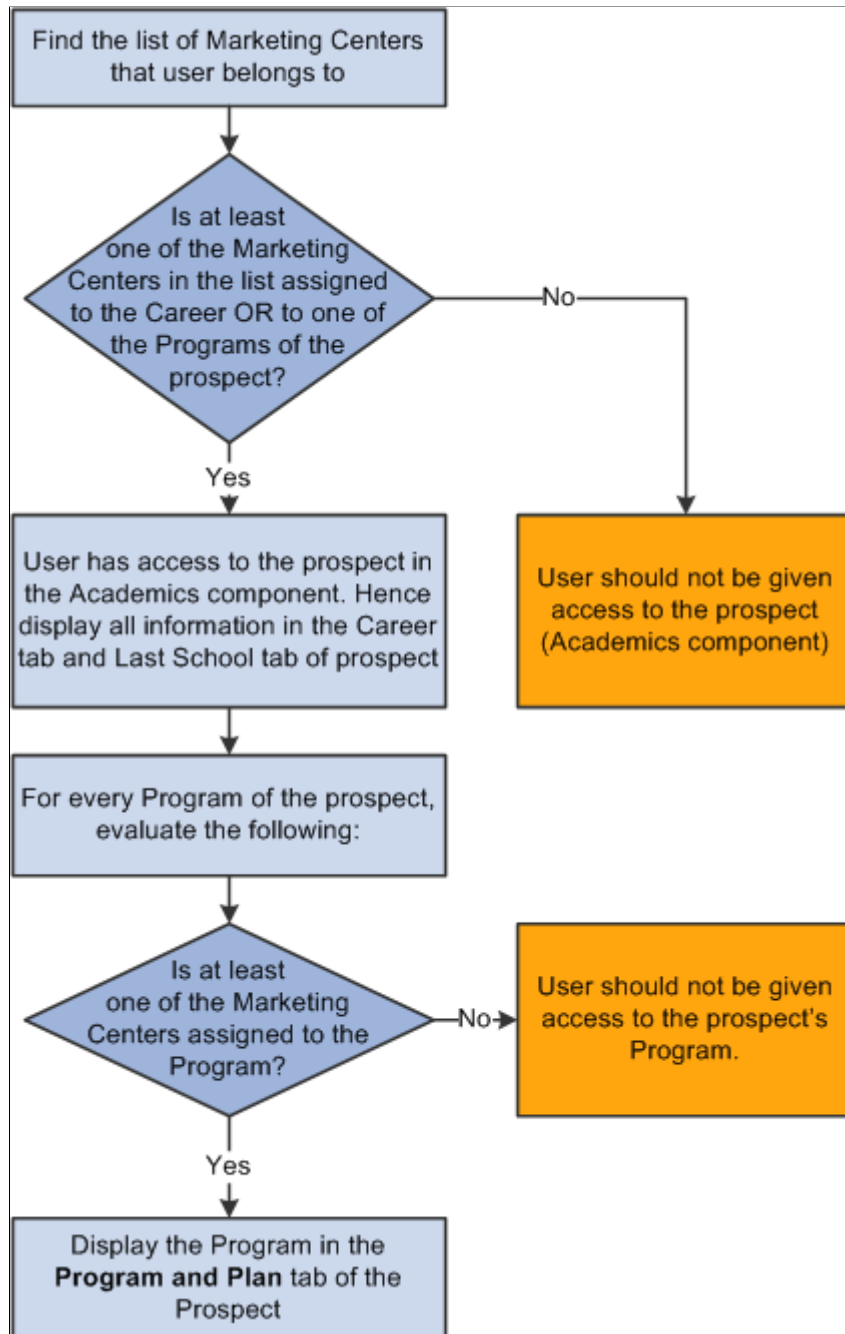 Find the list of Marketing Centers
that user belongs to
Is at least
one of the Marketing
Centers in the list assigned
to the Career OR to one of
the Programs of the
prospect?
No
Yes
User has access to the prospect in
the Academics component. Hence
display all information in the Career
tab and Last School tab of prospect
User should not be given
access to the prospect
(Academics component)
For every Program of the prospect,
evaluate the following:
Is at least
one of the Marketing
Centers assigned to the
Program?
No
User should not be given
access to the prospect's
Program.
Yes
Display the Program in the
Program and Plan tab of the
Prospect